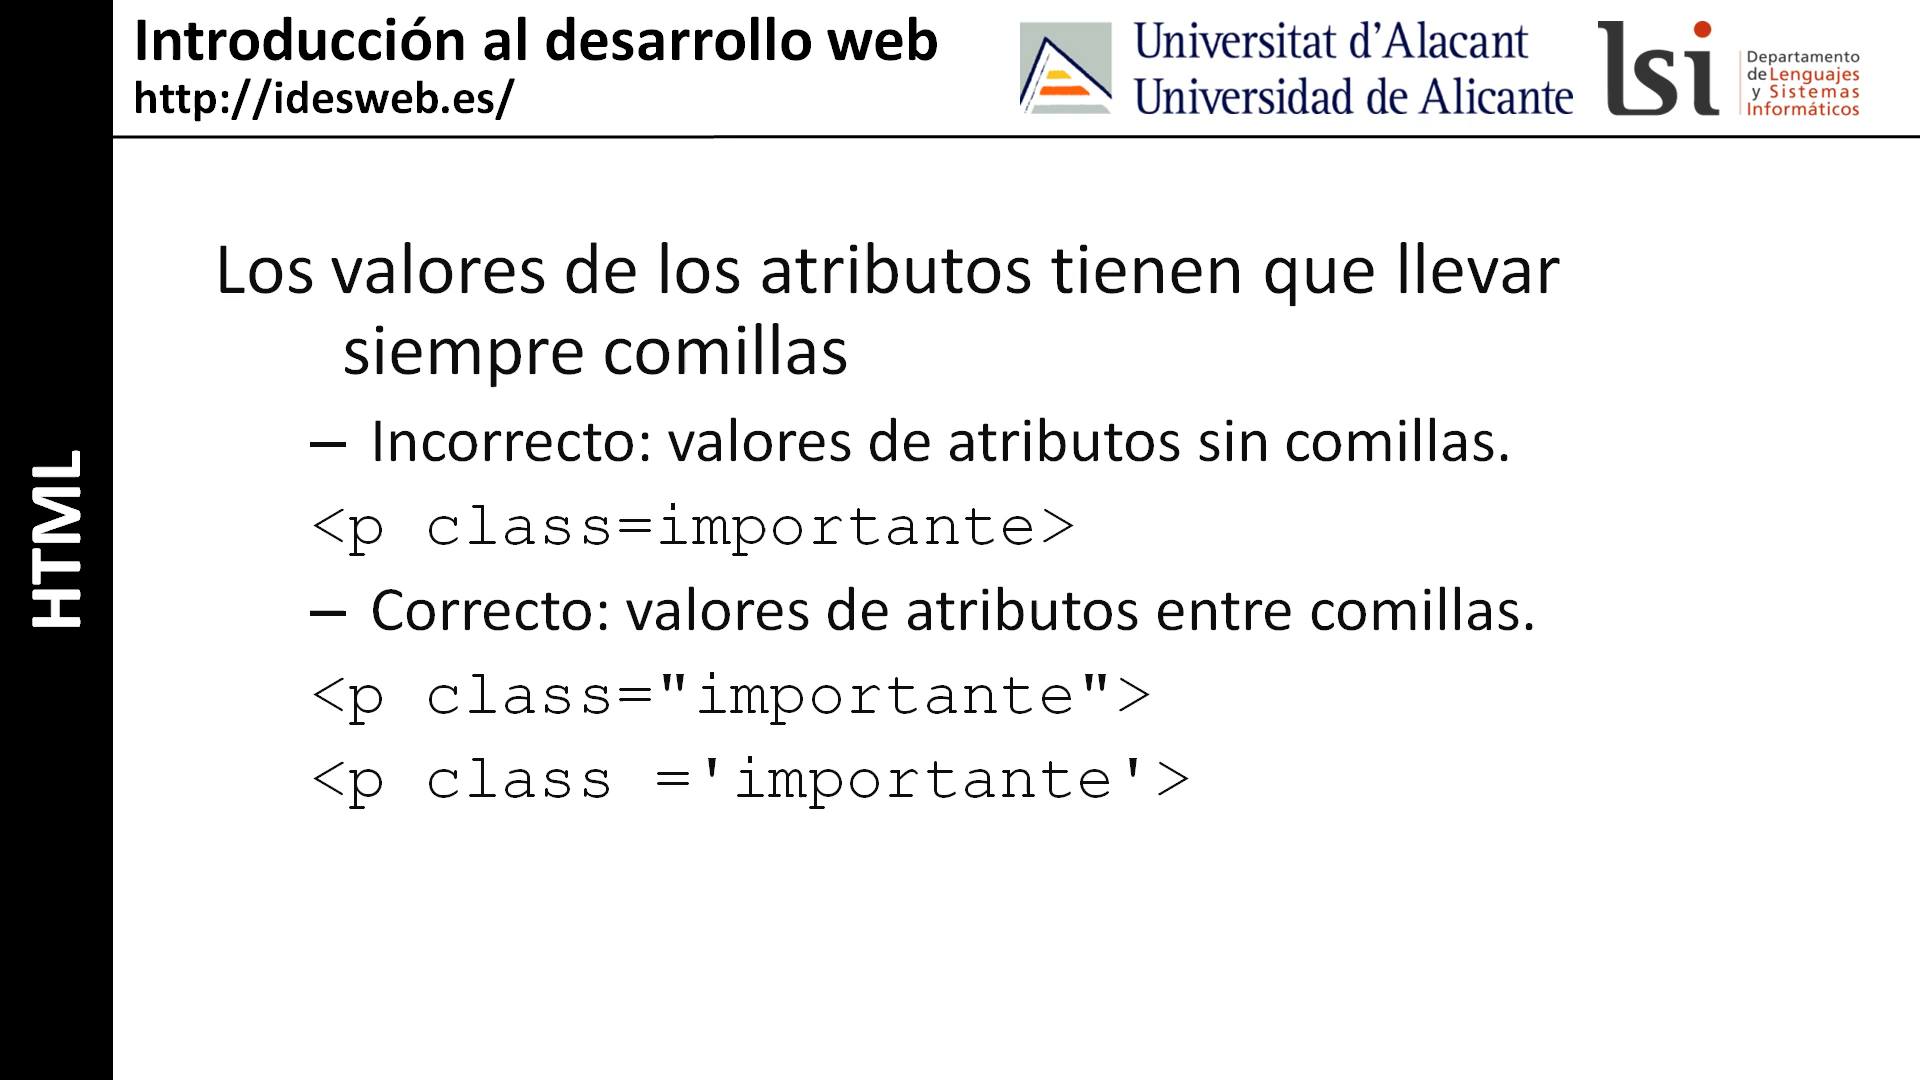 Introducción al desarrollo web
http://idesweb.es/
Universitat d’Alacant
Universidad de Alicante
lsi
Departamento
de Lenguajes
y Sistemas
Informáticos
HTML
Los valores de los atributos tienen que llevar
siempre comillas
– Incorrecto: valores de atributos sin comillas.
<p class=importante>
– Correcto: valores de atributos entre comillas.
<p class="importante">
<p class ='importante'>